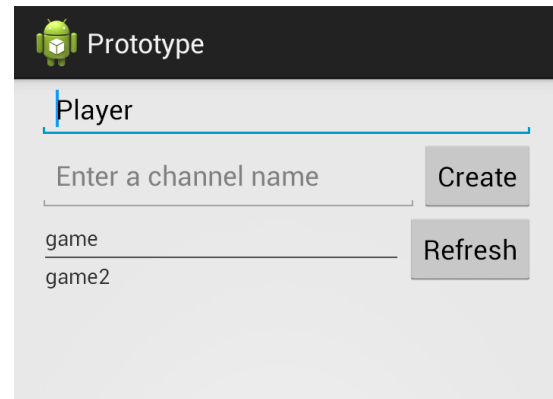 Prototype
Player
Enter a channel name
Create
game
Refresh
game2